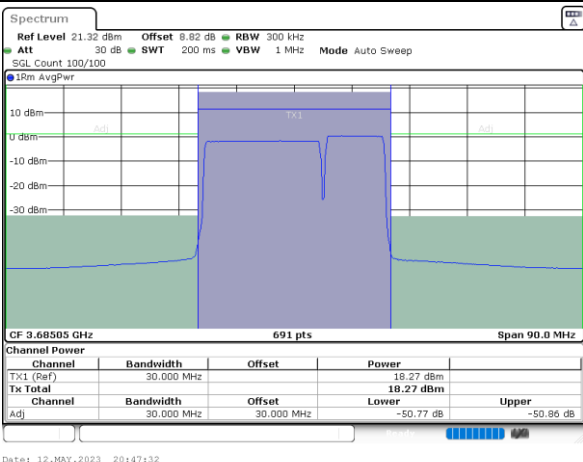 Spectrum
Ref Level 21.32 dBm Offset 8.82 dB RBW 300 kHz
Att 30 dB SWT 200 ms VBW 1 MHz Mode Auto Sweep
SGL Count 100/100
1Rm AvgPwr
10 dBm
TX1
Adj
Adj
0 dBm
-10 dBm
-20 dBm
-30 dBm
CF 3.68505 GHz 691 pts Span 90.0 MHz
Channel Power
Channel Bandwidth Offset Power
TX1 (Ref) 30.000 MHz 18.27 dBm
Tx Total 18.27 dBm
Channel Bandwidth Offset Lower Upper
Adj 30.000 MHz 30.000 MHz -50.77 dB -50.86 dB
Date: 12.MAY.2023 20:47:32